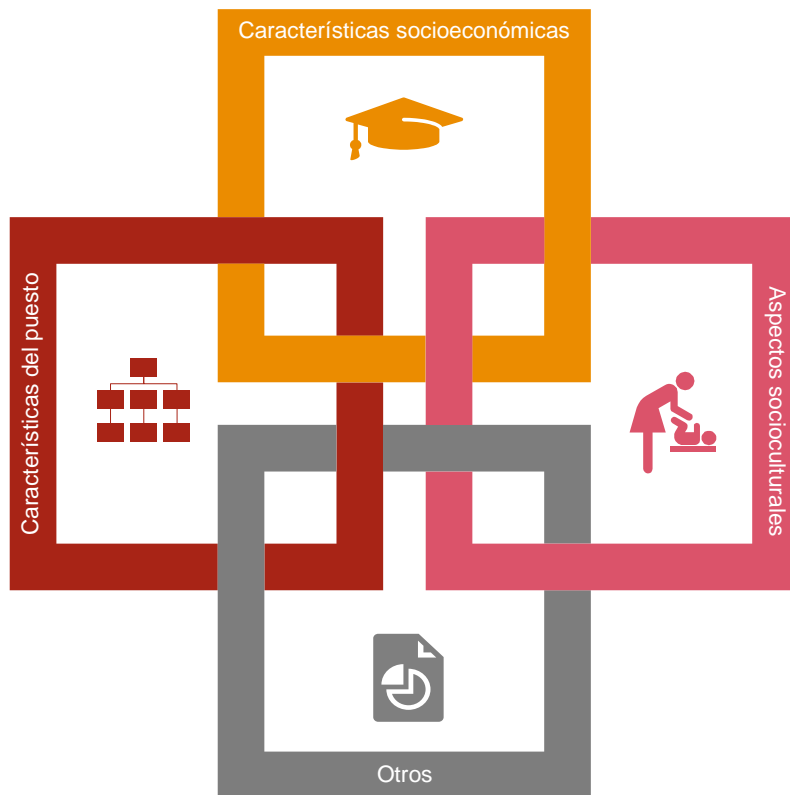 Características socioeconómicas
Características del puesto
Aspectos socioculturales
Otros